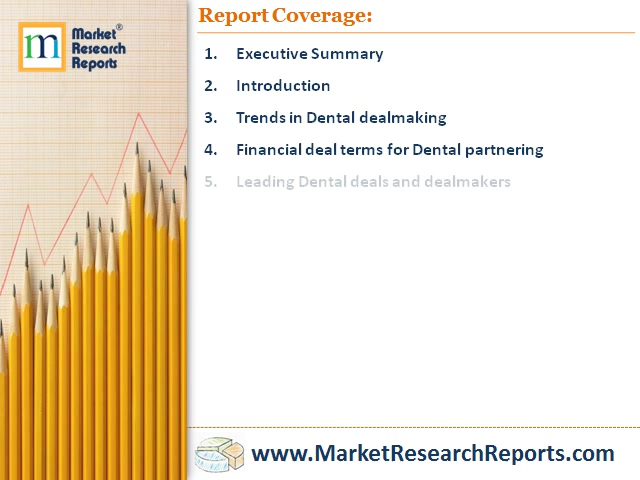 m
Market®
Research
Reports
Report Coverage:
1. Executive Summary
2. Introduction
3. Trends in Dental dealmaking
4. Financial deal terms for Dental partnering
5. Leading Dental deals and dealmakers
www.MarketResearchReports.com